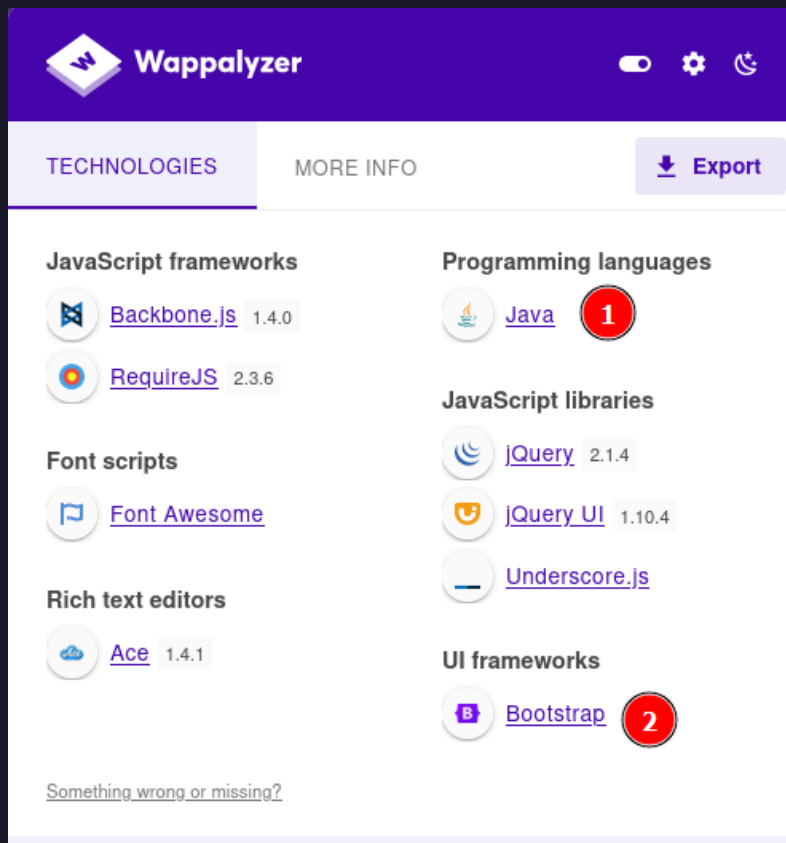 Wappalyzer
TECHNOLOGIES
MORE INFO
Export
JavaScript frameworks
Backbone.js 1.4.0
RequireJS 2.3.6
Font scripts
Font Awesome
Rich text editors
Ace 1.4.1
Programming languages
Java 1
JavaScript libraries
jQuery 2.1.4
jQuery UI 1.10.4
Underscore.js
UI frameworks
Bootstrap 2
Something wrong or missing?